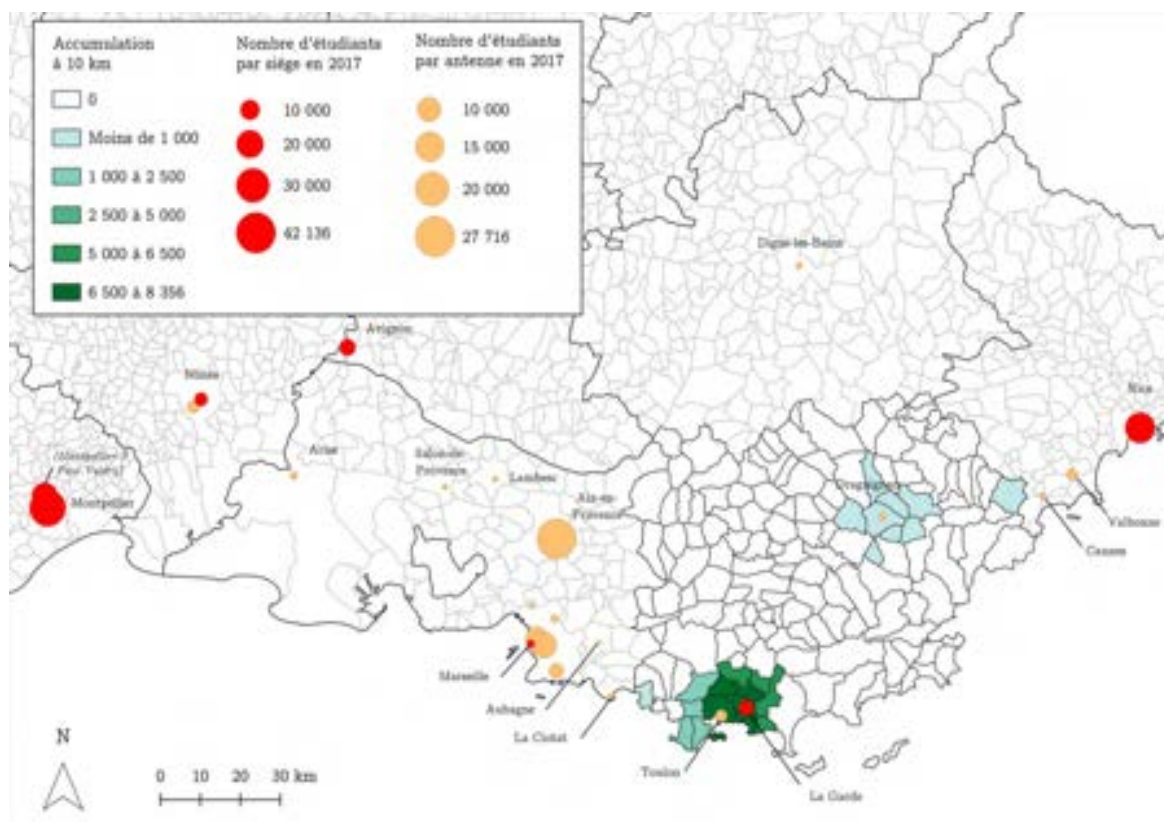 Accumulation
à 10 km
0
Moins de 1 000
1 000 à 2 500
2 500 à 5 000
5 000 à 6 500
6 500 à 8 356
Nombre d'étudiants
par siège en 2017
10 000
20 000
30 000
42 136
Nombre d'étudiants
par antenne en 2017
10 000
15 000
20 000
27 716
Digne-les-Bains
Avignon
Nîmes
Nice
Arles
Salon-de-
Provence
Lambesc
(Montpellier 3
Paul Valéry)
Montpellier
Aix-en-
Provence
Draguignan
Valbonne
Cannes
Marseille
Aubagne
La Ciotat
Toulon
La Garde
N
0 10 20 30 km